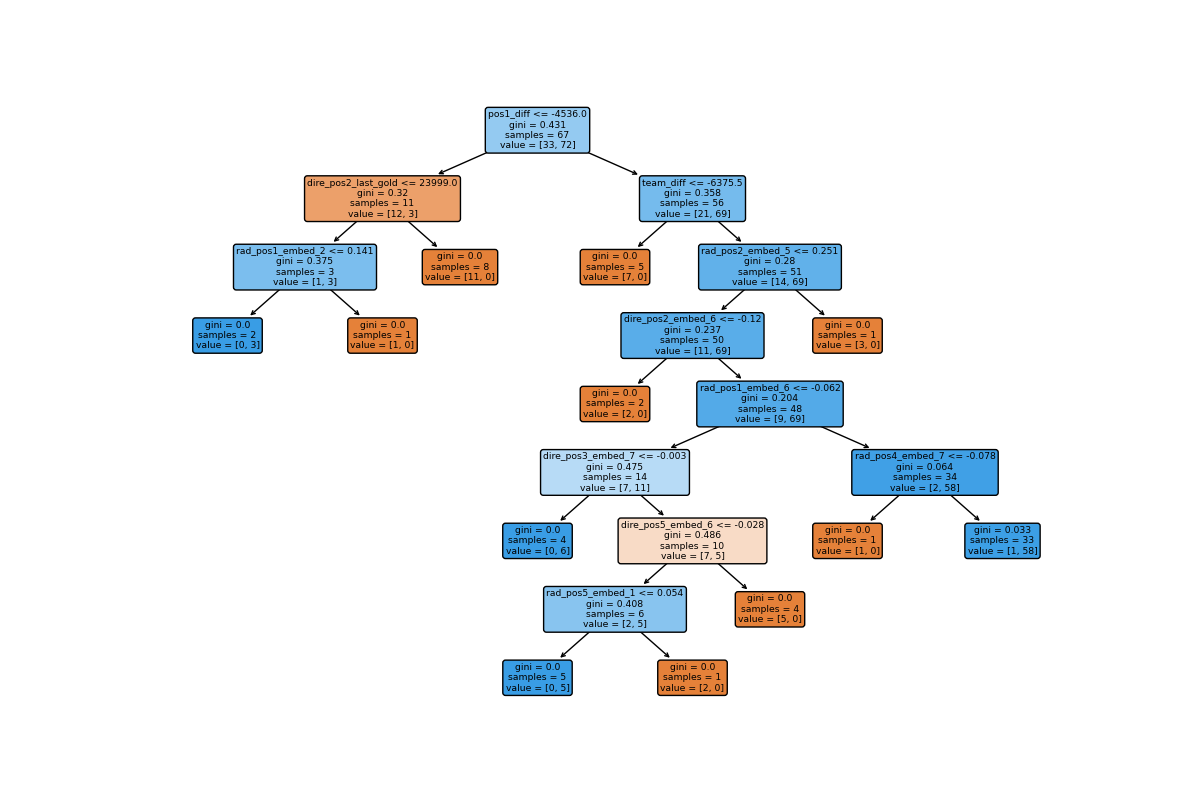 pos1_diff <= -4536.0
gini = 0.431
samples = 67
value = [33, 72]
dire_pos2_last_gold <= 23999.0
gini = 0.32
samples = 11
value = [12, 3]
team_diff <= -6375.5
gini = 0.358
samples = 56
value = [21, 69]
rad_pos1_embed_2 <= 0.141
gini = 0.375
samples = 3
value = [1, 3]
gini = 0.0
samples = 8
value = [11, 0]
gini = 0.0
samples = 5
value = [7, 0]
rad_pos2_embed_5 <= 0.251
gini = 0.28
samples = 51
value = [14, 69]
gini = 0.0
samples = 2
value = [0, 3]
gini = 0.0
samples = 1
value = [1, 0]
dire_pos2_embed_6 <= -0.12
gini = 0.237
samples = 50
value = [11, 69]
gini = 0.0
samples = 1
value = [3, 0]
gini = 0.0
samples = 2
value = [2, 0]
rad_pos1_embed_6 <= -0.062
gini = 0.204
samples = 48
value = [9, 69]
dire_pos3_embed_7 <= -0.003
gini = 0.475
samples = 14
value = [7, 11]
rad_pos4_embed_7 <= -0.078
gini = 0.064
samples = 34
value = [2, 58]
gini = 0.0
samples = 4
value = [0, 6]
dire_pos5_embed_6 <= -0.028
gini = 0.486
samples = 10
value = [7, 5]
gini = 0.0
samples = 1
value = [1, 0]
gini = 0.033
samples = 33
value = [1, 58]
rad_pos5_embed_1 <= 0.054
gini = 0.408
samples = 6
value = [2, 5]
gini = 0.0
samples = 4
value = [5, 0]
gini = 0.0
samples = 5
value = [0, 5]
gini = 0.0
samples = 1
value = [2, 0]